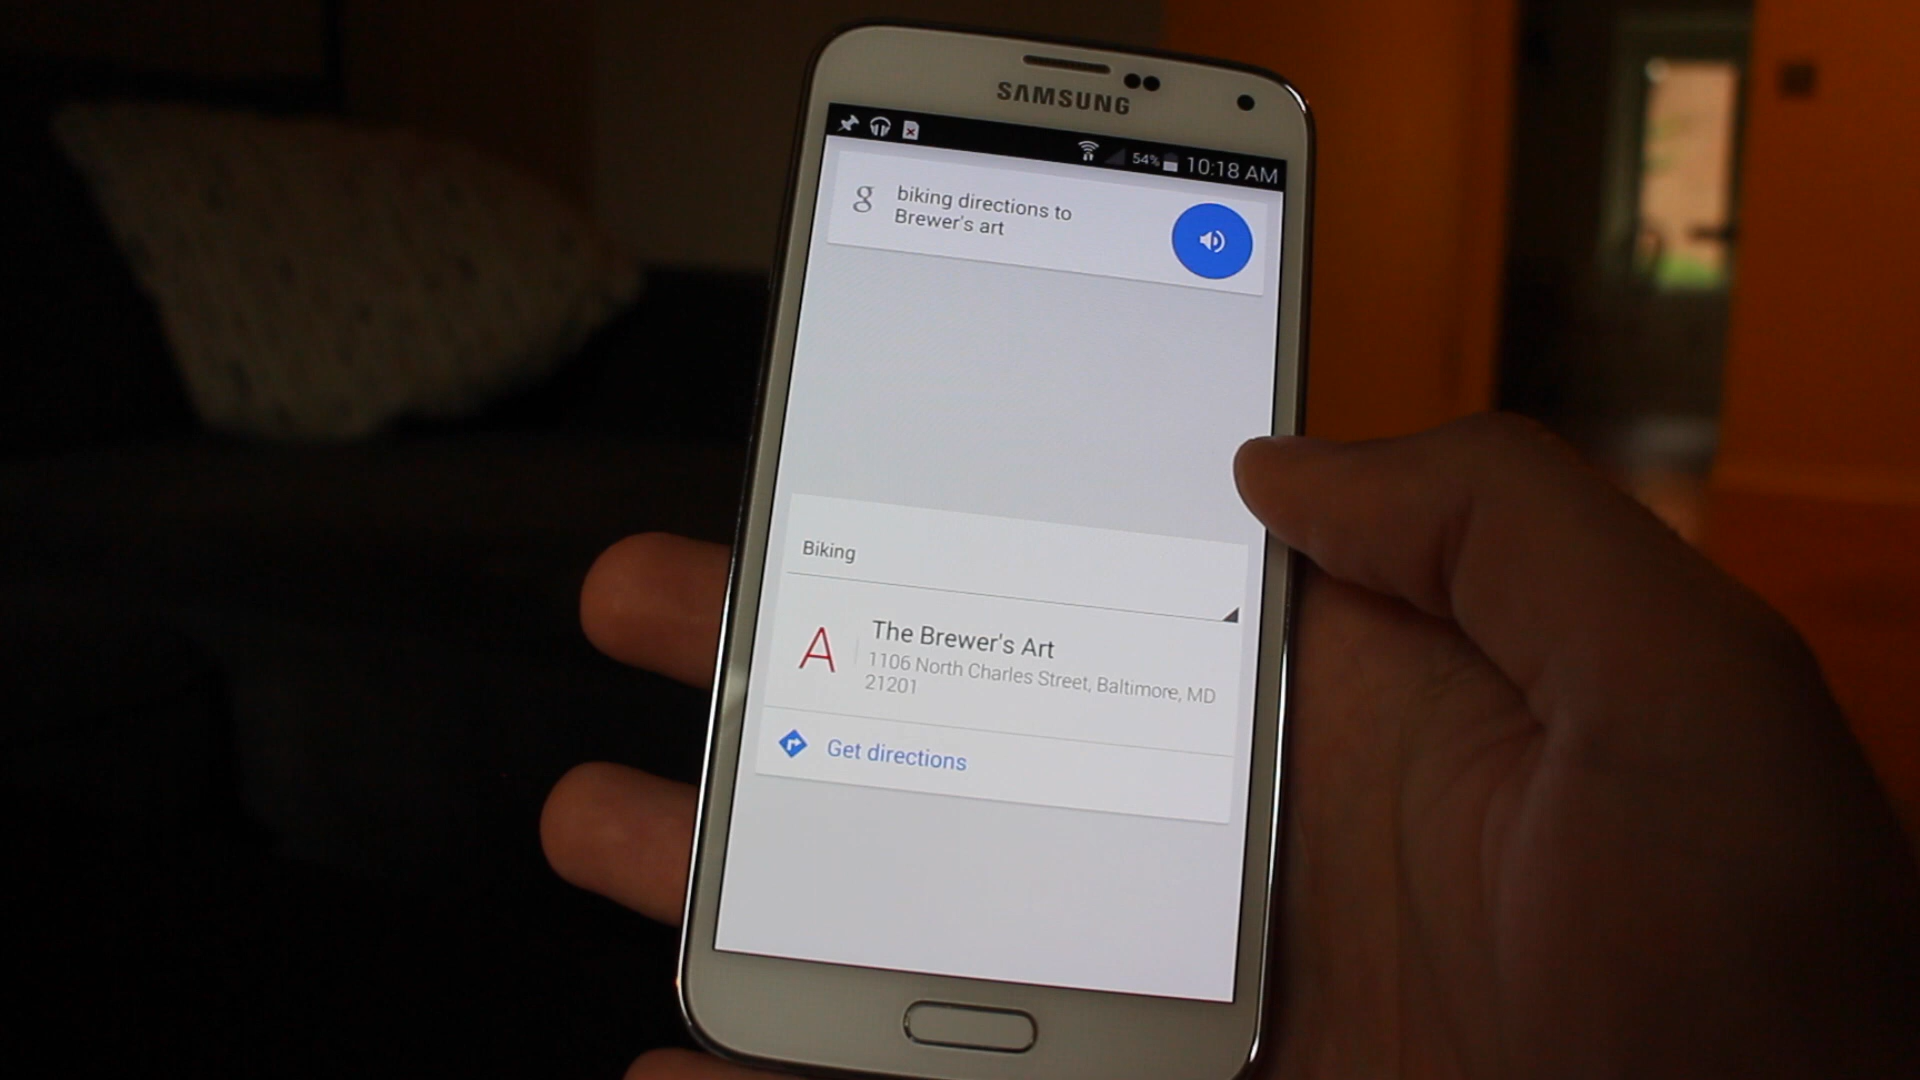 SAMSUNG
54% 10:18 AM
g biking directions to
Brewer's art
Biking
A The Brewer's Art
1106 North Charles Street, Baltimore, MD
21201
Get directions